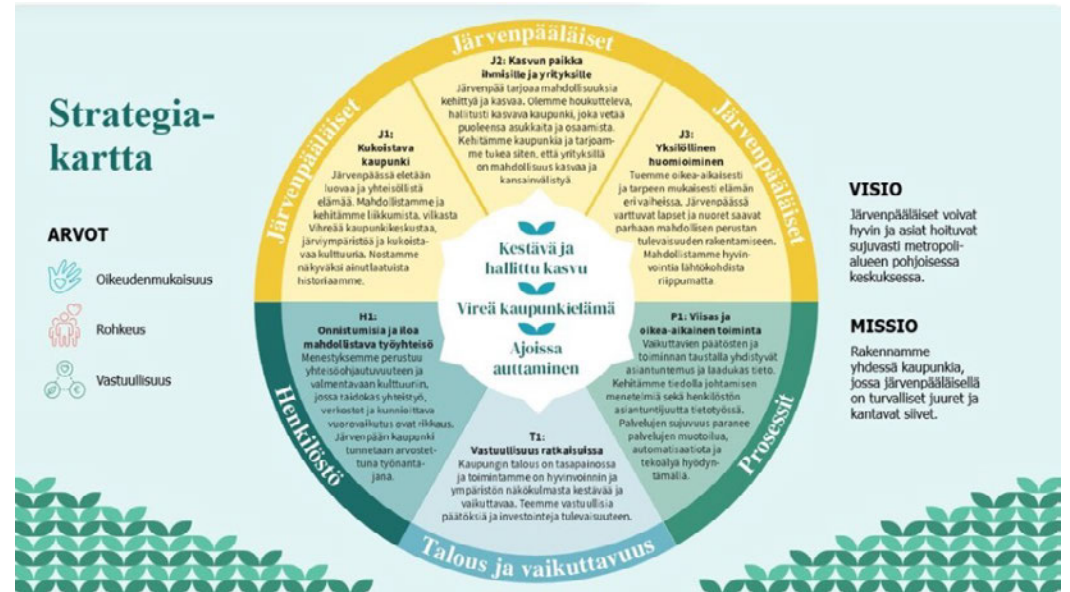 Strategia-
kartta
ARVOT
Oikeudenmukaisuus
Rohkeus
Vastuullisuus
Järvenpääläiset
J1:
Kukoistava
kaupunki
Järvenpäässä eletään
luovaa ja yhteisöllistä
elämää. Mahdollistamme ja
kehitämme liikkumista, vilkasta
Vihreää kaupunkikeskustaa,
järviympäristöä ja kukoista-
vaa kulttuuria. Nostamme
näkyväksi ainutlaatuista
historiaamme.
Järvenpääläiset
J2: Kasvun paikka
ihmisille ja yrityksille
Järvenpää tarjoaa mahdollisuuksia
kehittyä ja kasvaa. Olemme houkutteleva,
hallitusti kasvava kaupunki, joka vetää
puoleensa asukkaita ja osaamista.
Kehitämme kaupunkia ja tarjoam-
me tukea siten, että yrityksillä
on mahdollisuus kasvaa ja
kansainvälistyä
Järvenpääläiset
J3:
Yksilöllinen
huomioiminen
Tuemme oikea-aikaisesti
ja tarpeen mukaisesti elämän
eri vaiheissa. Järvenpäässä
varttuvat lapset ja nuoret saavat
parhaan mahdollisen perustan
tulevaisuuden rakentamiseen.
Mahdollistamme hyvin-
vointia lähtökohdista
riippumatta.
Kestävä ja
hallittu kasvu
Vireä kaupunkielämä
Ajoissa
auttaminen
H1:
Onnistumisia ja iloa
mahdollistava työyhteisö
Menestyksemme perustuu
yhteisöohjautuvuuteen ja
valmentavaan kulttuuriin,
jossa taidokas yhteistyö,
verkostot ja kunnioittava
vuorovaikutus ovat rikkaus.
Järvenpään kaupunki
tunnetaan arvostet-
tuna työnanta-
jana.
Henkilöstö
T1:
Vastuullisuus ratkaisuissa
Kaupungin talous on tasapainossa
ja toimintamme on hyvinvoinnin ja
ympäristön näkökulmasta kestävää ja
vaikuttavaa. Teemme vastuullisia
päätöksiä ja investointeja tulevaisuuteen.
Talous ja vaikuttavuus
P1: Viisas ja
oikea-aikainen toiminta
Vaikuttavien päätösten ja
toiminnan taustalla yhdistyvät
asiantuntemus ja laadukas tieto.
Kehitämme tiedolla johtamisen
menetelmiä sekä henkilöstön
asiantuntijuutta tietotyössä.
Palvelujen sujuvuus paranee
palvelujen muotoilua,
automatisaatiota ja
tekoälyä hyödyn-
tämällä.
Prosessit
VISIO
Järvenpääläiset voivat
hyvin ja asiat hoituvat
sujuvasti metropoli-
alueen pohjoisessa
keskuksessa.
MISSIO
Rakennamme
yhdessä kaupunkia,
jossa järvenpääläisellä
on turvalliset juuret ja
kantavat siivet.